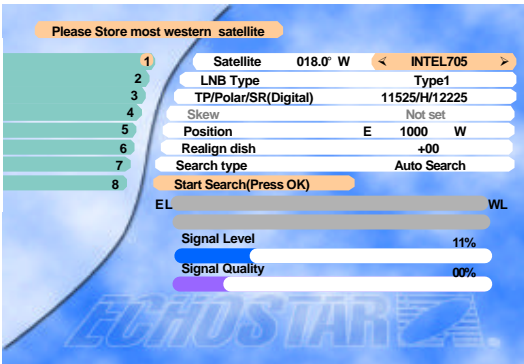 Please Store most western satellite
1 Satellite 018.0° W INTEL705
2 LNB Type Type1
3 TP/Polar/SR(Digital) 11525/H/12225
4 Skew Not set
5 Position E 1000 W
6 Realign dish +00
7 Search type Auto Search
8 Start Search(Press OK)
EL WL
Signal Level 11%
Signal Quality 00%
ECHOSTAR